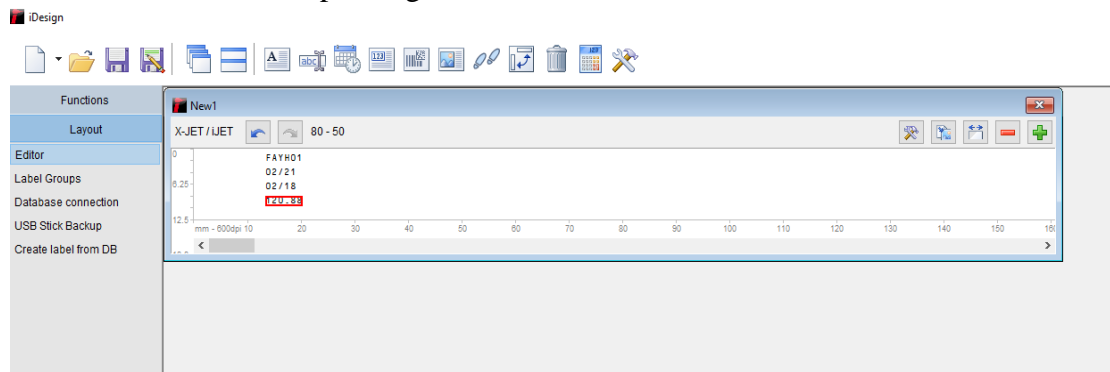 iDesign
Functions
Layout
Editor
Label Groups
Database connection
USB Stick Backup
Create label from DB
New1
X-JET / iJET 80 - 50
0
FAYH01
02/21
6.25
02/18
120.88
12.5
mm - 600dpi 10 20 30 40 50 60 70 80 90 100 110 120 130 140 150